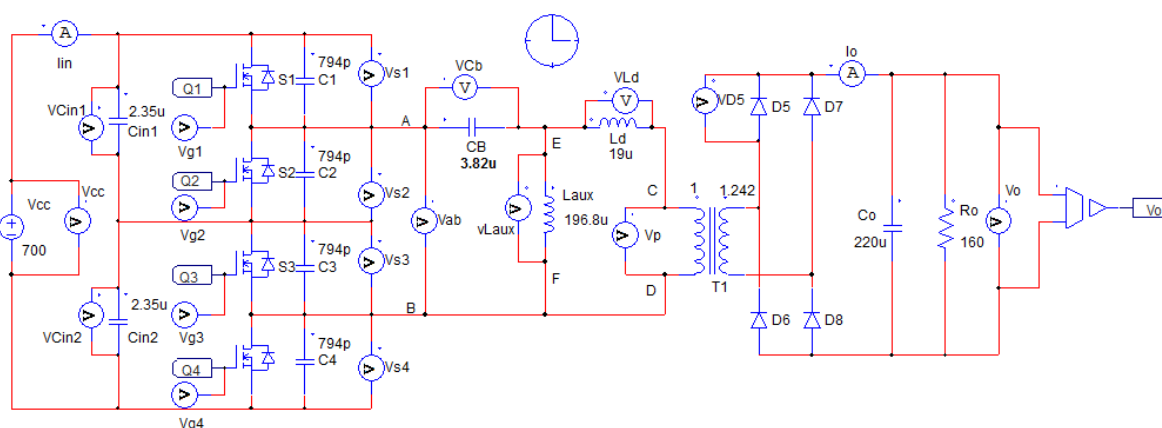 A
Iin
VCin1
2.35u
Cin1
Vcc
Vcc
700
VCin2
2.35u
Cin2
Q1
Vg1
S1
794p
C1
V
Vs1
Q2
Vg2
S2
794p
C2
V
Vs2
Q3
Vg3
S3
794p
C3
V
Vs3
Q4
Vg4
794p
C4
V
Vs4
A
B
VCb
V
CB
3.82u
Vab
E
vLaux
Laux
196.8u
F
VLd
V
Ld
19u
C
Vp
D
1
1.242
T1
VD5
D5
D7
D6
D8
Io
A
Co
220u
Ro
160
Vo
V
Vo